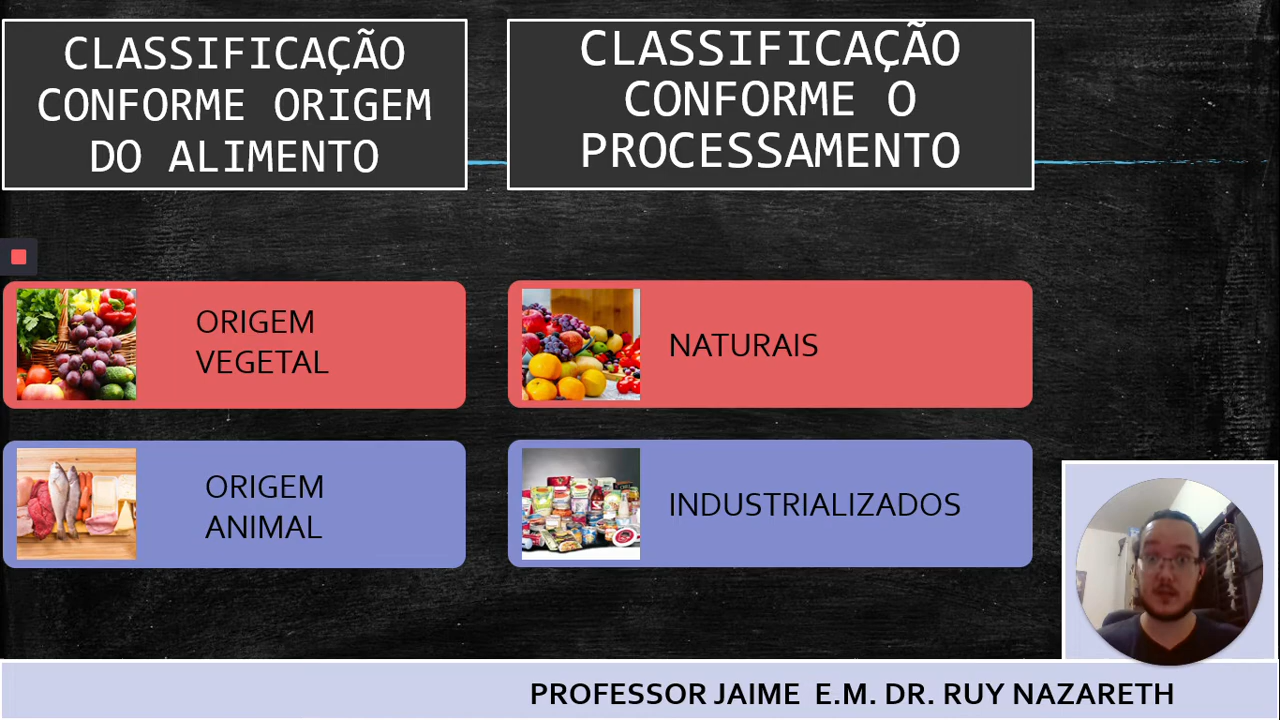 CLASSIFICAÇÃO
CONFORME ORIGEM
DO ALIMENTO
CLASSIFICAÇÃO
CONFORME O
PROCESSAMENTO
ORIGEM
VEGETAL
NATURAIS
ORIGEM
ANIMAL
INDUSTRIALIZADOS
PROFESSOR JAIME E.M. DR. RUY NAZARETH